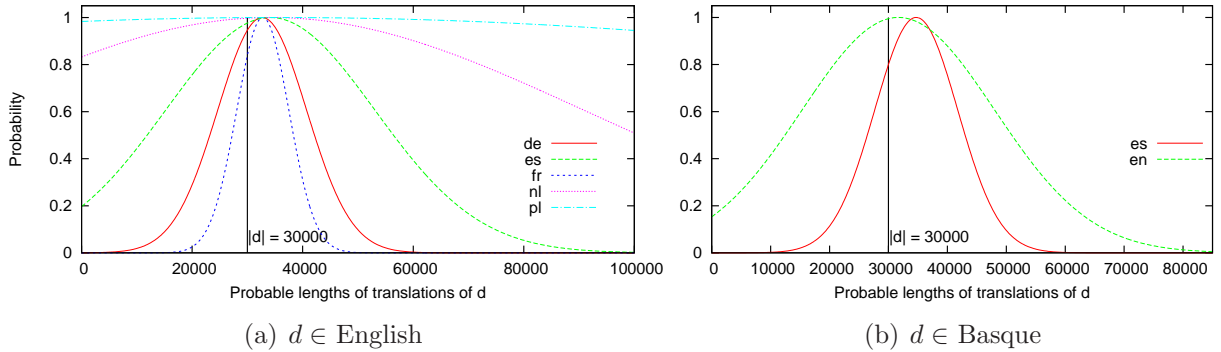 1
0.8
0.6
0.4
0.2
0
Probability
de
es
fr
nl
pl
|d| = 30000
0 20000 40000 60000 80000 100000
Probable lengths of translations of d
(a) d ∈ English
1
0.8
0.6
0.4
0.2
0
es
en
|d| = 30000
0 10000 20000 30000 40000 50000 60000 70000 80000
Probable lengths of translations of d
(b) d ∈ Basque